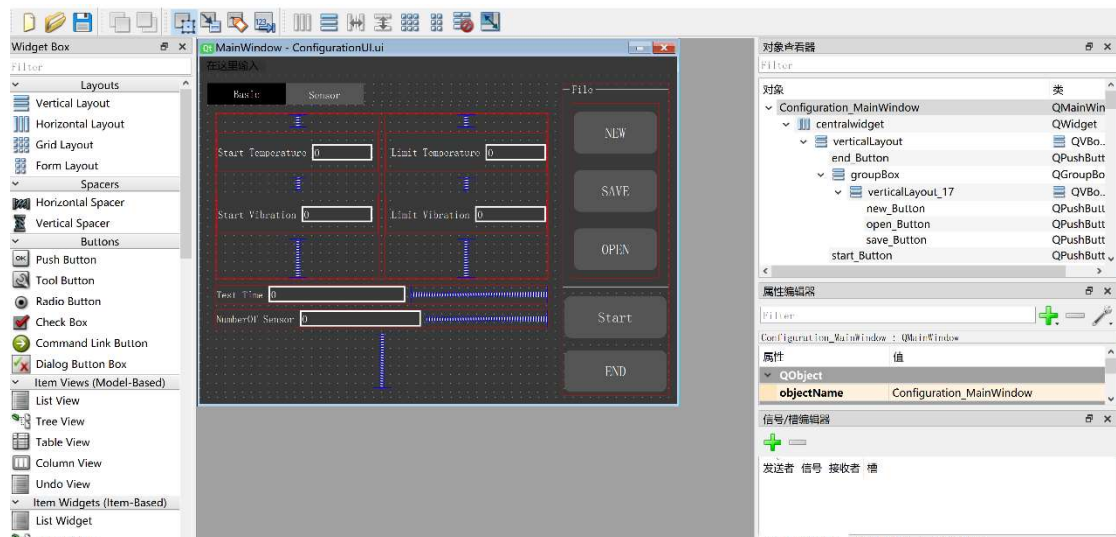 Widget Box
Filter
Layouts
Vertical Layout
Horizontal Layout
Grid Layout
Form Layout
Spacers
Horizontal Spacer
Vertical Spacer
Buttons
Push Button
Tool Button
Radio Button
Check Box
Command Link Button
Dialog Button Box
Item Views (Model-Based)
List View
Tree View
Table View
Column View
Undo View
Item Widgets (Item-Based)
List Widget
MainWindow - ConfigurationUI.ui
在这里输入
Basic Sensor
Start Temperature 0 Limit Temperature 0
Start Vibration 0 Limit Vibration 0
Test Time 0
NumberOf Sensor 0
File
NEW
SAVE
OPEN
Start
END
对象查看器
Filter
对象 类
Configuration_MainWindow QMainWin
centralwidget QWidget
verticalLayout QVBo..
end_Button QPushButt
groupBox QGroupBo
verticalLayout_17 QVBo..
new_Button QPushButt
open_Button QPushButt
save_Button QPushButt
start_Button QPushButt
属性编辑器
Filter
Configuration_MainWindow : QMainWindow
属性 值
QObject
objectName Configuration_MainWindow
信号/槽编辑器
发送者 信号 接收者 槽